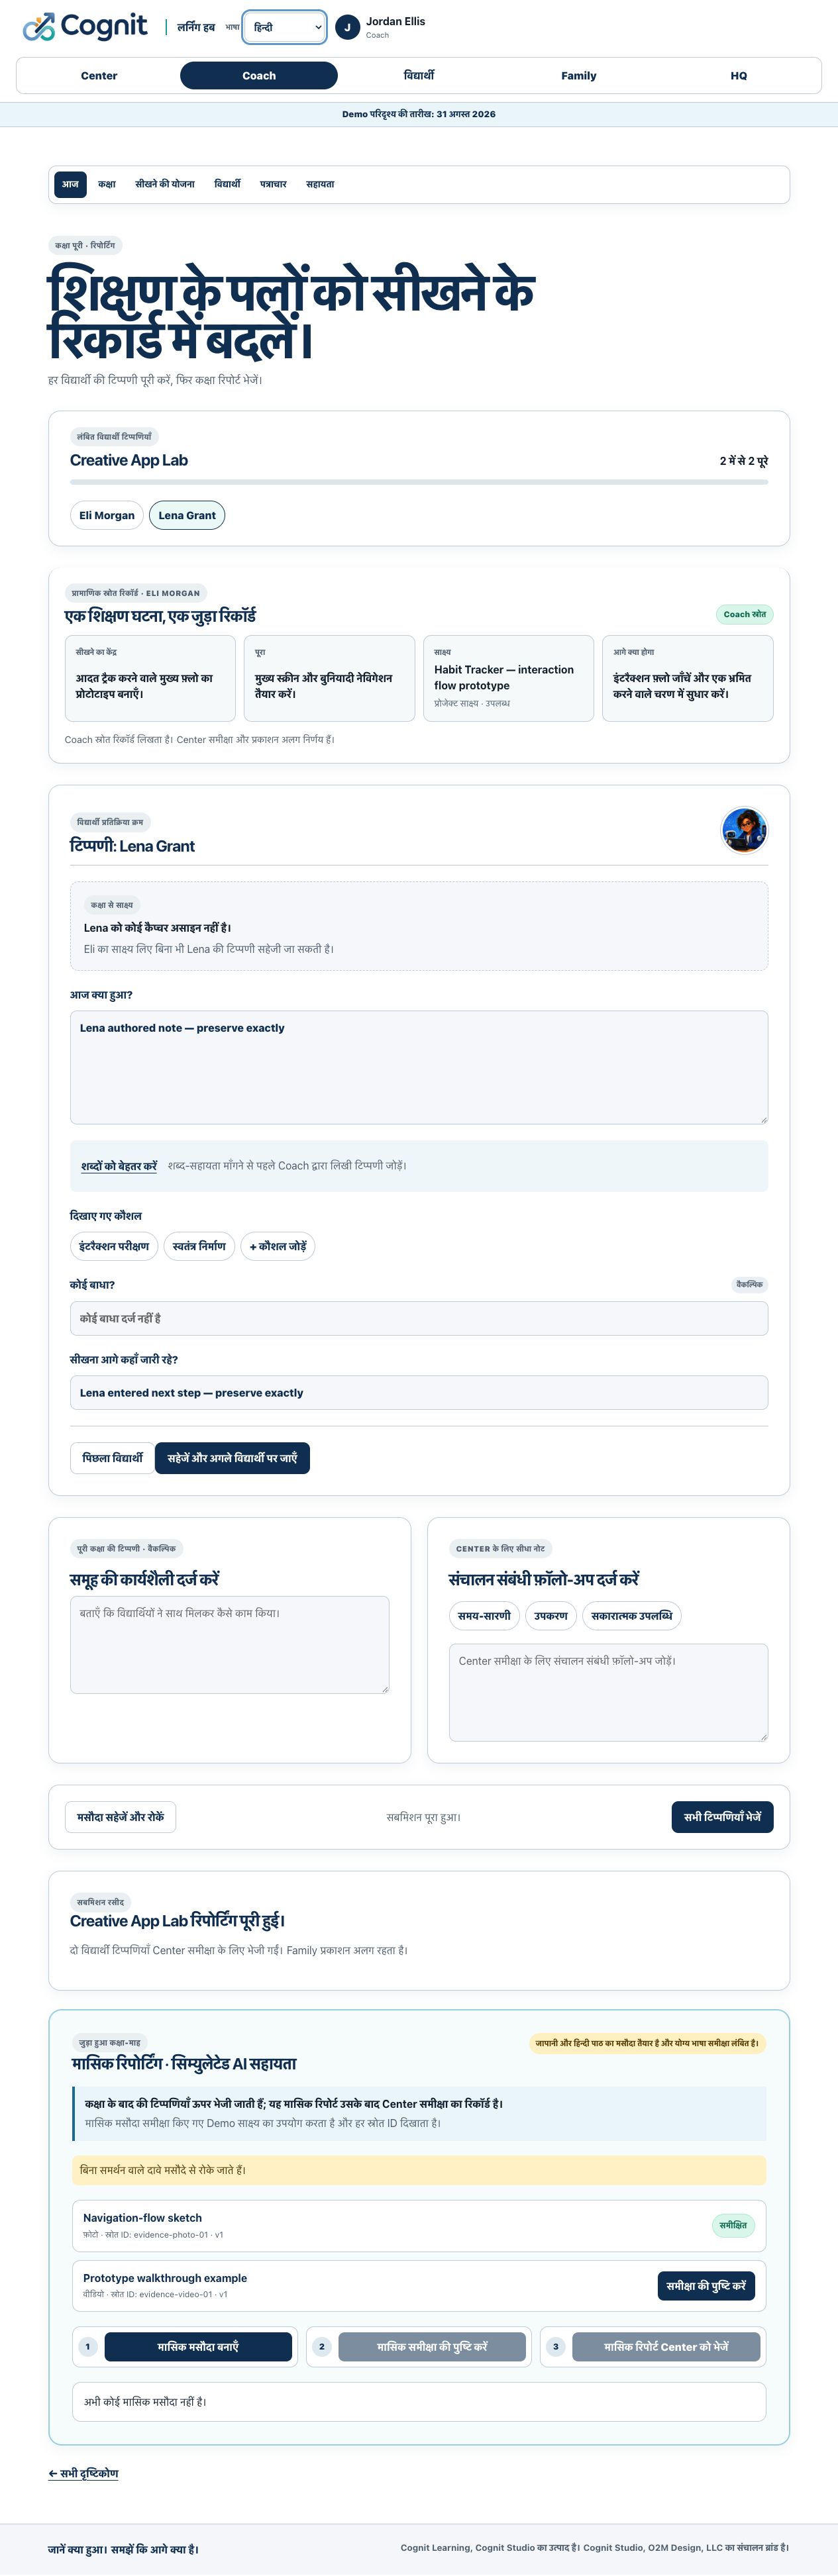 Cognit
लर्निंग हब
भाषा
हिन्दी
J
Jordan Ellis
Coach
Center
Coach
विद्यार्थी
Family
HQ
Demo परिदृश्य की तारीख: 31 अगस्त 2026
आज
कक्षा
सीखने की योजना
विद्यार्थी
पत्राचार
सहायता
कक्षा पूरी · रिपोर्टिंग
शिक्षण के पलों को सीखने के
रिकॉर्ड में बदलें।
हर विद्यार्थी की टिप्पणी पूरी करें, फिर कक्षा रिपोर्ट भेजें।
लंबित विद्यार्थी टिप्पणियाँ
Creative App Lab
2 में से 2 पूरे
Eli Morgan
Lena Grant
प्रामाणिक स्रोत रिकॉर्ड · ELI MORGAN
एक शिक्षण घटना, एक जुड़ा रिकॉर्ड
Coach स्रोत
सीखने का केंद्र
आदत ट्रैक करने वाले मुख्य फ़्लो का
प्रोटोटाइप बनाएँ।
पूरा
मुख्य स्क्रीन और बुनियादी नेविगेशन
तैयार करें।
साक्ष्य
Habit Tracker — interaction
flow prototype
प्रोजेक्ट साक्ष्य · उपलब्ध
आगे क्या होगा
इंटरैक्शन फ़्लो जाँचें और एक भ्रमित
करने वाले चरण में सुधार करें।
Coach स्रोत रिकॉर्ड लिखता है। Center समीक्षा और प्रकाशन अलग निर्णय हैं।
विद्यार्थी प्रतिक्रिया क्रम
टिप्पणी: Lena Grant
कक्षा से साक्ष्य
Lena को कोई कैप्चर असाइन नहीं है।
Eli का साक्ष्य लिए बिना भी Lena की टिप्पणी सहेजी जा सकती है।
आज क्या हुआ?
Lena authored note — preserve exactly
शब्दों को बेहतर करें
शब्द-सहायता माँगने से पहले Coach द्वारा लिखी टिप्पणी जोड़ें।
दिखाए गए कौशल
इंटरैक्शन परीक्षण
स्वतंत्र निर्माण
+ कौशल जोड़ें
कोई बाधा?
वैकल्पिक
कोई बाधा दर्ज नहीं है
सीखना आगे कहाँ जारी रहे?
Lena entered next step — preserve exactly
पिछला विद्यार्थी
सहेजें और अगले विद्यार्थी पर जाएँ
पूरी कक्षा की टिप्पणी · वैकल्पिक
समूह की कार्यशैली दर्ज करें
बताएँ कि विद्यार्थियों ने साथ मिलकर कैसे काम किया।
CENTER के लिए सीधा नोट
संचालन संबंधी फ़ॉलो-अप दर्ज करें
समय-सारणी
उपकरण
सकारात्मक उपलब्धि
Center समीक्षा के लिए संचालन संबंधी फ़ॉलो-अप जोड़ें।
मसौदा सहेजें और रोकें
सबमिशन पूरा हुआ।
सभी टिप्पणियाँ भेजें
सबमिशन रसीद
Creative App Lab रिपोर्टिंग पूरी हुई।
दो विद्यार्थी टिप्पणियाँ Center समीक्षा के लिए भेजी गईं। Family प्रकाशन अलग रहता है।
जुड़ा हुआ कक्षा-माह
मासिक रिपोर्टिंग · सिम्युलेटेड AI सहायता
जापानी और हिन्दी पाठ का मसौदा तैयार है और योग्य भाषा समीक्षा लंबित है।
कक्षा के बाद की टिप्पणियाँ ऊपर भेजी जाती हैं; यह मासिक रिपोर्ट उसके बाद Center समीक्षा का रिकॉर्ड है।
मासिक मसौदा समीक्षा किए गए Demo साक्ष्य का उपयोग करता है और हर स्रोत ID दिखाता है।
बिना समर्थन वाले दावे मसौदे से रोके जाते हैं।
Navigation-flow sketch
फ़ोटो · स्रोत ID: evidence-photo-01 · v1
समीक्षित
Prototype walkthrough example
वीडियो · स्रोत ID: evidence-video-01 · v1
समीक्षा की पुष्टि करें
1
मासिक मसौदा बनाएँ
2
मासिक समीक्षा की पुष्टि करें
3
मासिक रिपोर्ट Center को भेजें
अभी कोई मासिक मसौदा नहीं है।
← सभी दृष्टिकोण
जानें क्या हुआ। समझें कि आगे क्या है।
Cognit Learning, Cognit Studio का उत्पाद है। Cognit Studio, O2M Design, LLC का संचालन ब्रांड है।